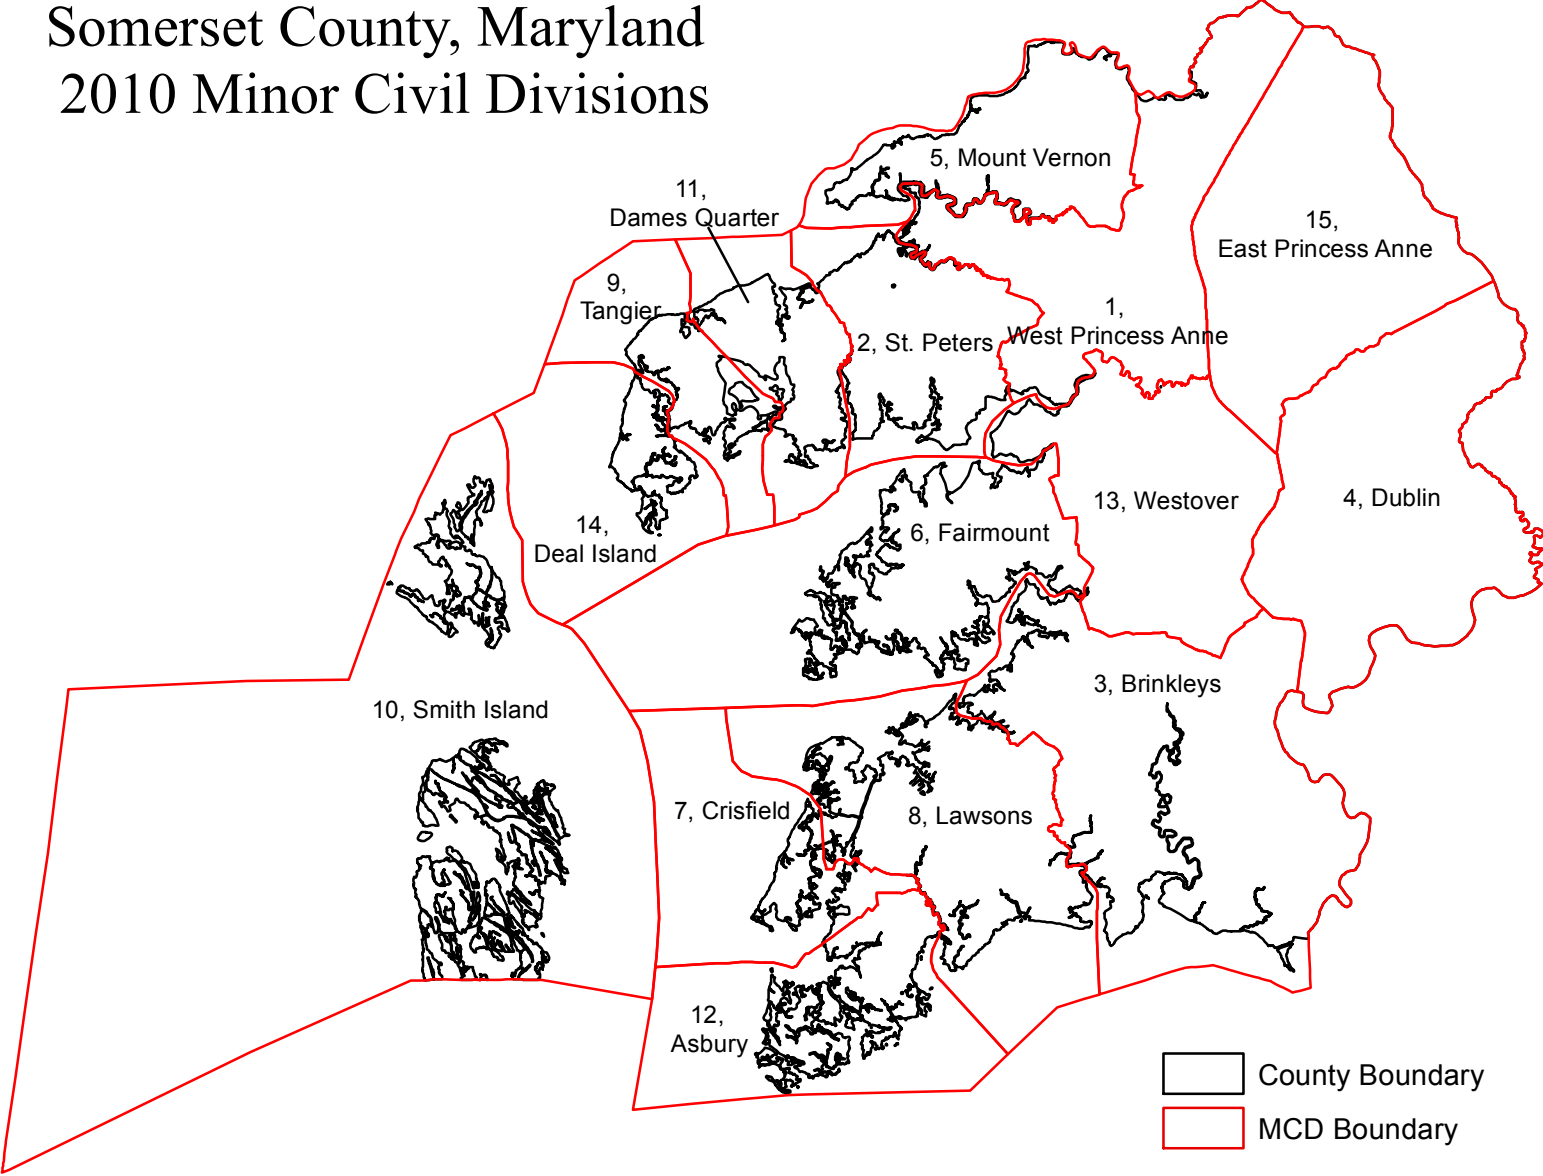 Somerset County, Maryland
2010 Minor Civil Divisions
5, Mount Vernon
11,
Dames Quarter
15,
East Princess Anne
9,
Tangier
1,
West Princess Anne
2, St. Peters
14,
Deal Island
6, Fairmount
13, Westover
4, Dublin
10, Smith Island
3, Brinkleys
7, Crisfield
8, Lawsons
12,
Asbury
County Boundary
MCD Boundary